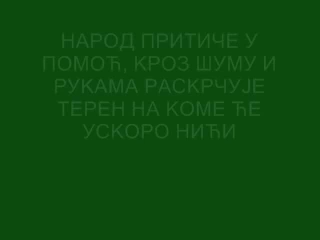 НАРОД ПРИТИЧЕ У
ПОМОЋ, КРОЗ ШУМУ И
РУКАМА РАСКРЧУЈЕ
ТЕРЕН НА КОМЕ ЋЕ
УСКОРО НИЋИ